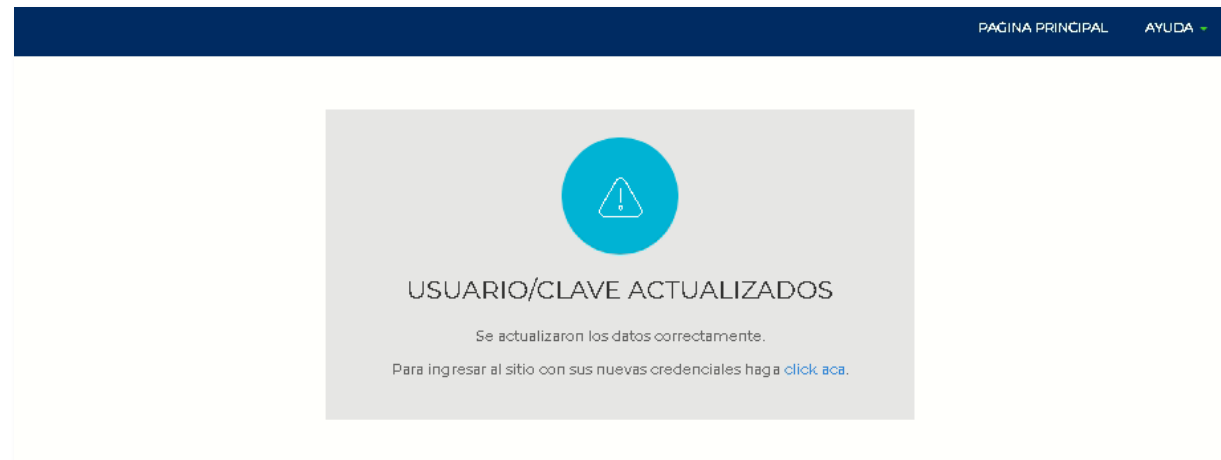 PAGINA PRINCIPAL AYUDA
USUARIO/CLAVE ACTUALIZADOS
Se actualizaron los datos correctamente.
Para ingresar al sitio con sus nuevas credenciales haga click aca.